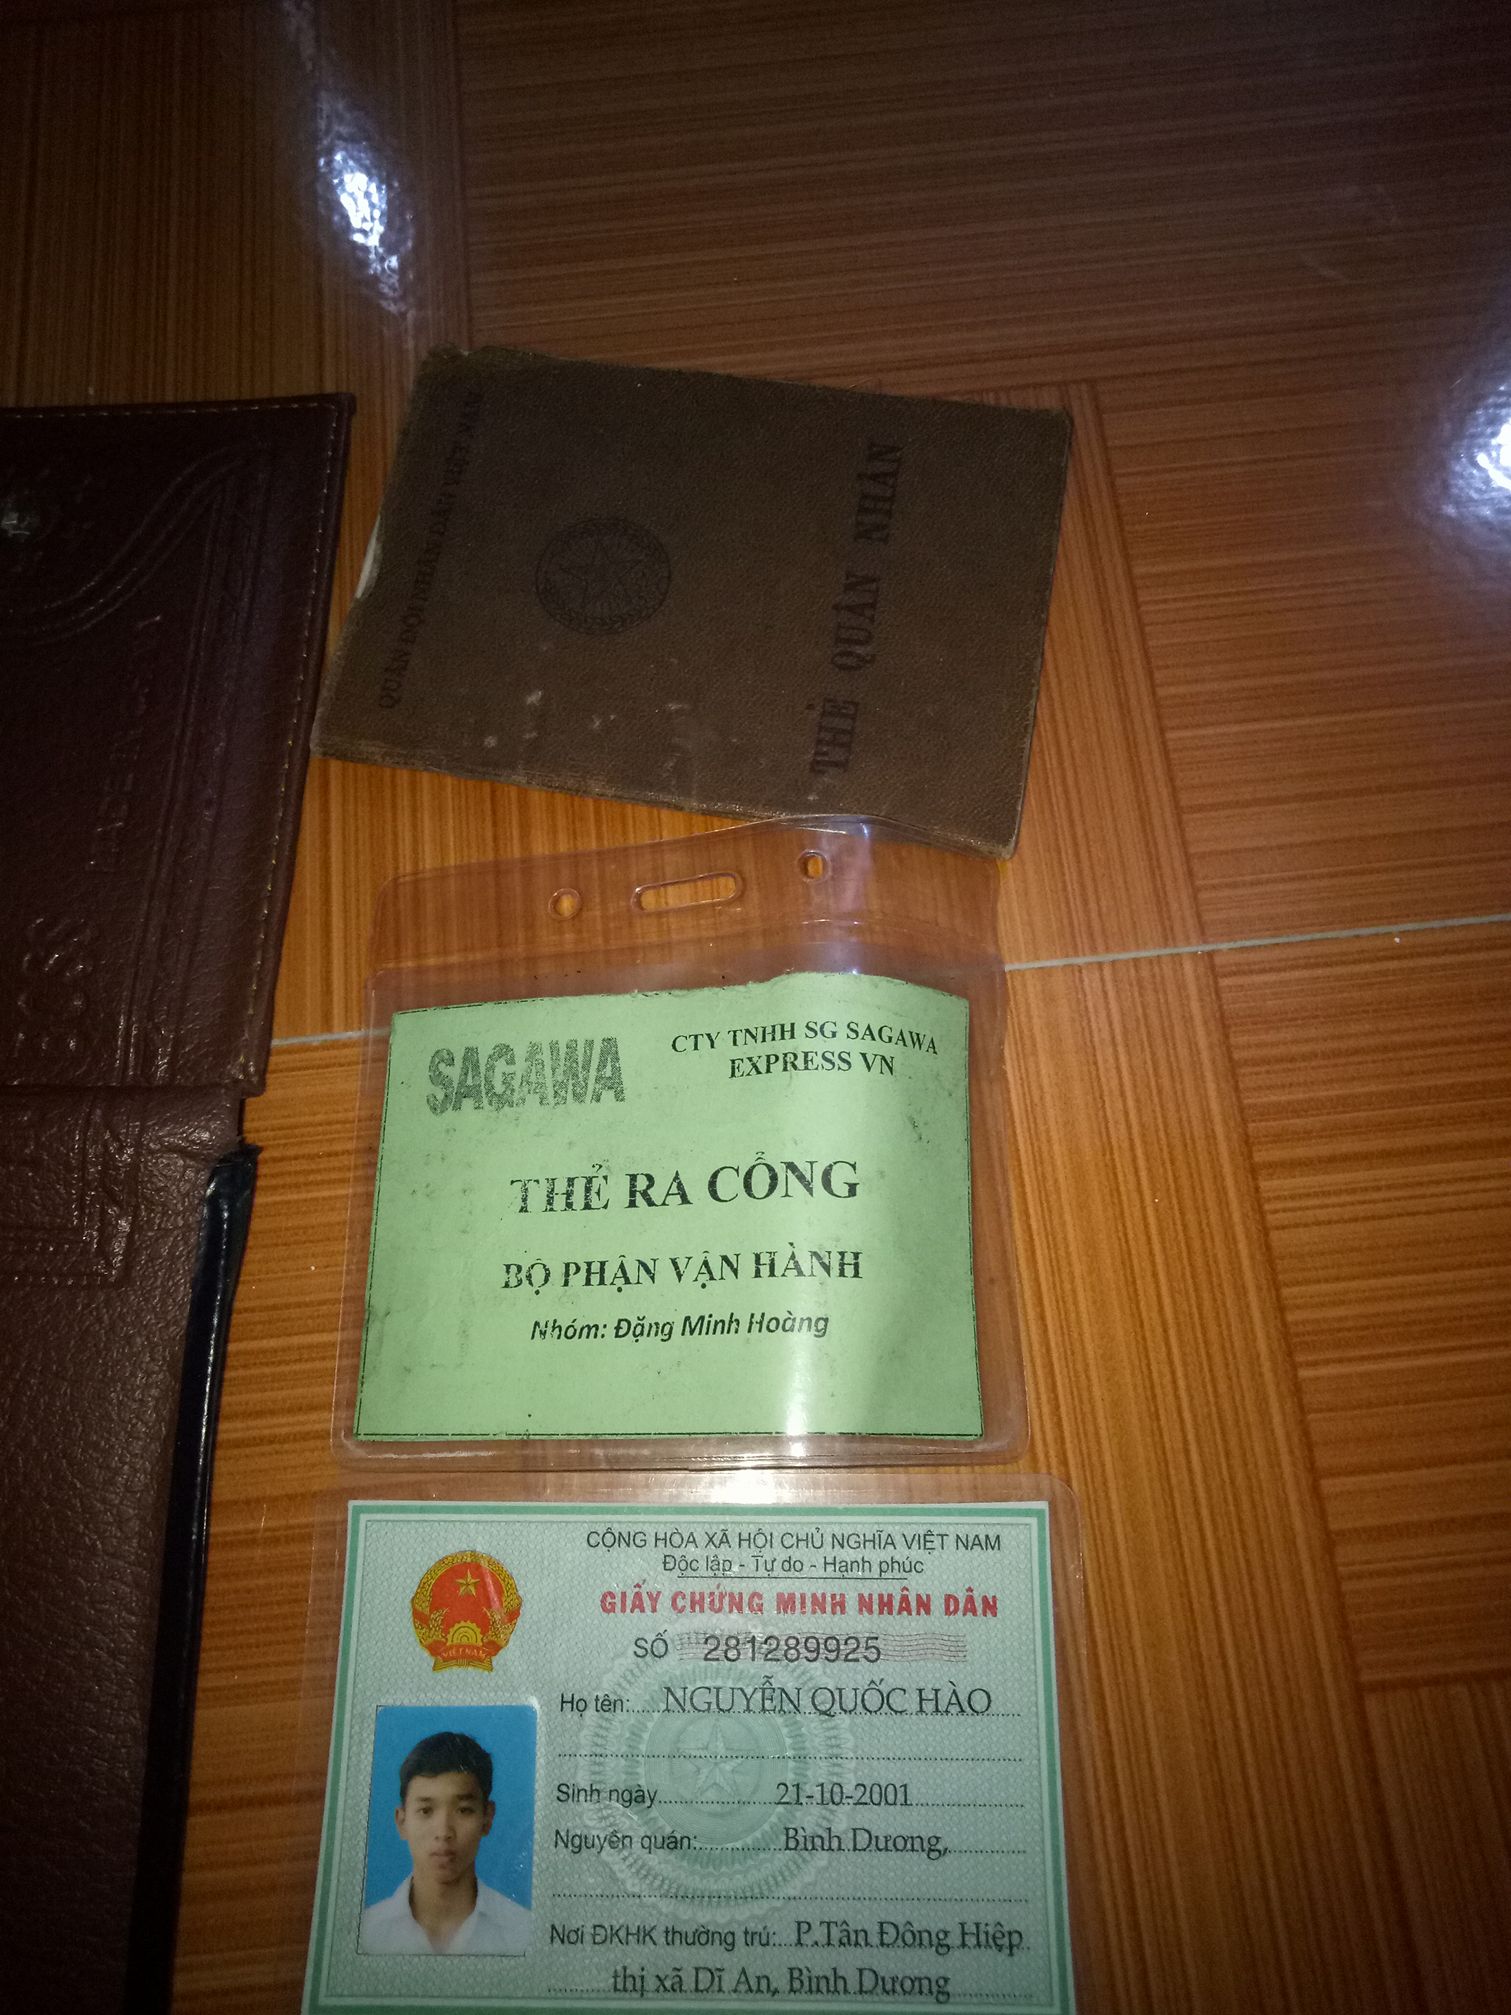 QUÂN ĐỘI NHÂN DÂN VIỆT NAM
THẺ QUÂN NHÂN
SAGAWA
CTY TNHH SG SAGAWA
EXPRESS VN
THẺ RA CỔNG
BỘ PHẬN VẬN HÀNH
Nhóm: Đặng Minh Hoàng
CỘNG HÒA XÃ HỘI CHỦ NGHĨA VIỆT NAM
Độc lập - Tự do - Hạnh phúc
GIẤY CHỨNG MINH NHÂN DÂN
SỐ 281289925
Họ tên: NGUYỄN QUỐC HÀO
Sinh ngày 21-10-2001
Nguyên quán: Bình Dương,
Nơi ĐKHK thường trú: P.Tân Đông Hiệp
thị xã Dĩ An, Bình Dương
VIỆT NAM